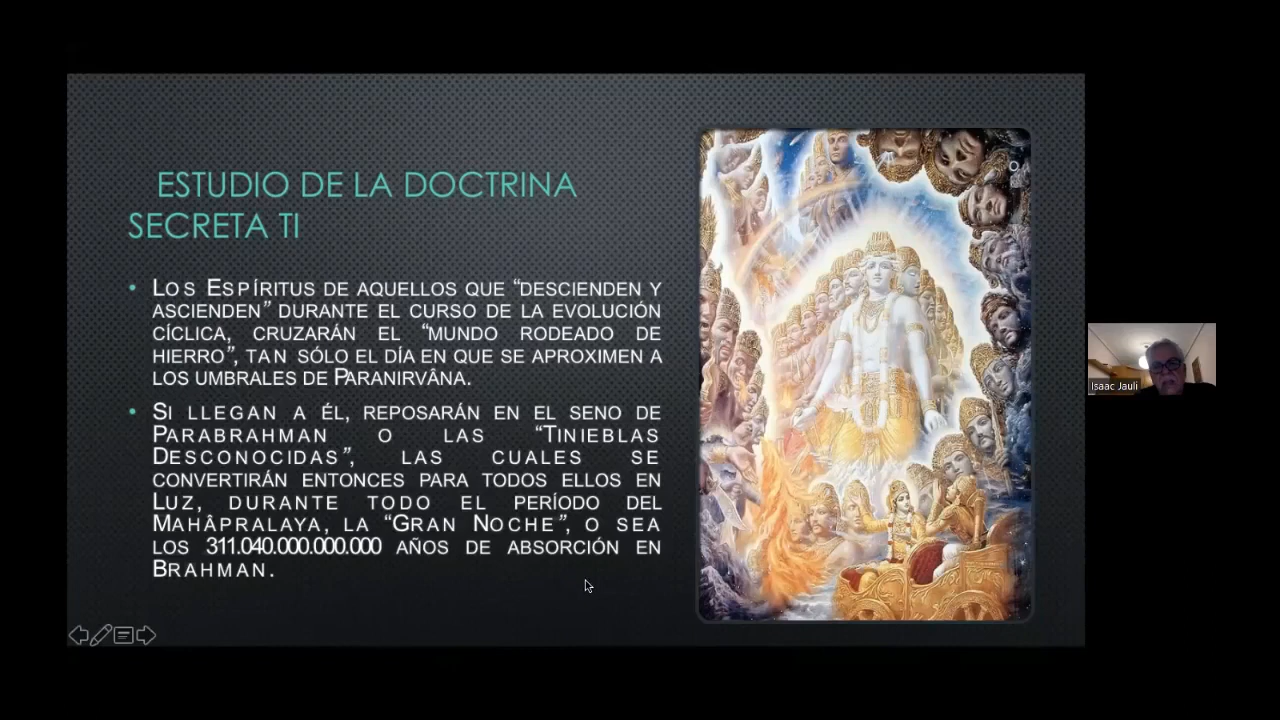 ESTUDIO DE LA DOCTRINA
SECRETA TI
• LOS ESPÍRITUS DE AQUELLOS QUE “DESCIENDEN Y
ASCIENDEN” DURANTE EL CURSO DE LA EVOLUCIÓN
CÍCLICA, CRUZARÁN EL “MUNDO RODEADO DE
HIERRO”, TAN SÓLO EL DÍA EN QUE SE APROXIMEN A
LOS UMBRALES DE PARANIRVÂNA.
• SI LLEGAN A ÉL, REPOSARÁN EN EL SENO DE
PARABRAHMAN O LAS “TINIEBLAS
DESCONOCIDAS”, LAS CUALES SE
CONVERTIRÁN ENTONCES PARA TODOS ELLOS EN
LUZ, DURANTE TODO EL PERÍODO DEL
MAHÂPRALAYA, LA “GRAN NOCHE”, O SEA
LOS 311.040.000.000.000 AÑOS DE ABSORCIÓN EN
BRAHMAN.
Isaac Jauli